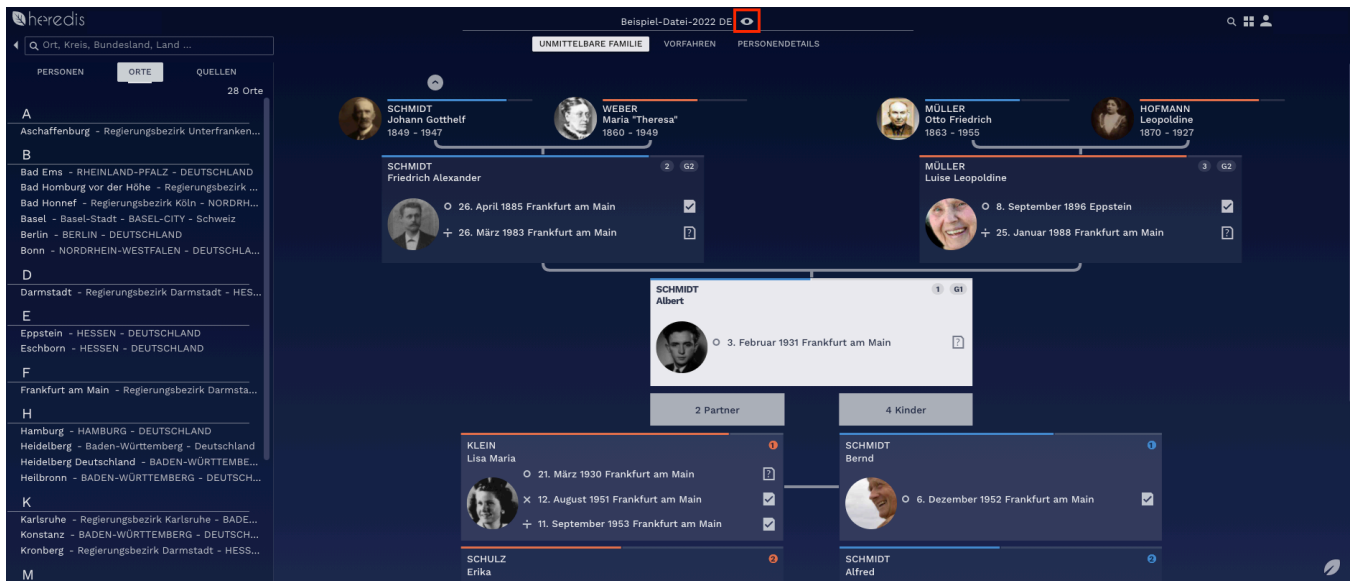 heredis
Beispiel-Datei-2022 DE
Ort, Kreis, Bundesland, Land ...
UNMITTELBARE FAMILIE VORFAHREN PERSONENDETAILS
PERSONEN ORTE QUELLEN
28 Orte
A
Aschaffenburg - Regierungsbezirk Unterfranken...
B
Bad Ems - RHEINLAND-PFALZ - DEUTSCHLAND
Bad Homburg vor der Höhe - Regierungsbezirk ...
Bad Honnef - Regierungsbezirk Köln - NORDRH...
Basel - Basel-Stadt - BASEL-CITY - Schweiz
Berlin - BERLIN - DEUTSCHLAND
Bonn - NORDRHEIN-WESTFALEN - DEUTSCHLA...
D
Darmstadt - Regierungsbezirk Darmstadt - HES...
E
Eppstein - HESSEN - DEUTSCHLAND
Eschborn - HESSEN - DEUTSCHLAND
F
Frankfurt am Main - Regierungsbezirk Darmsta...
H
Hamburg - HAMBURG - DEUTSCHLAND
Heidelberg - Baden-Württemberg - Deutschland
Heidelberg Deutschland - BADEN-WÜRTTEMBE...
Heilbronn - BADEN-WÜRTTEMBERG - DEUTSCH...
K
Karlsruhe - Regierungsbezirk Karlsruhe - BADE...
Konstanz - BADEN-WÜRTTEMBERG - DEUTSCH...
Kronberg - Regierungsbezirk Darmstadt - HESS...
M
SCHMIDT
Johann Gotthelf
1849 - 1947
WEBER
Maria "Theresa"
1860 - 1949
MÜLLER
Otto Friedrich
1863 - 1955
HOFMANN
Leopoldine
1870 - 1927
SCHMIDT 2 G2
Friedrich Alexander
26. April 1885 Frankfurt am Main
26. März 1983 Frankfurt am Main ?
MÜLLER 3 G2
Luise Leopoldine
8. September 1896 Eppstein
25. Januar 1988 Frankfurt am Main ?
SCHMIDT 1 G1
Albert
3. Februar 1931 Frankfurt am Main ?
2 Partner
4 Kinder
KLEIN 1
Lisa Maria
21. März 1930 Frankfurt am Main ?
12. August 1951 Frankfurt am Main
11. September 1953 Frankfurt am Main
SCHMIDT 1
Bernd
6. Dezember 1952 Frankfurt am Main
SCHULZ 2
Erika
SCHMIDT 2
Alfred